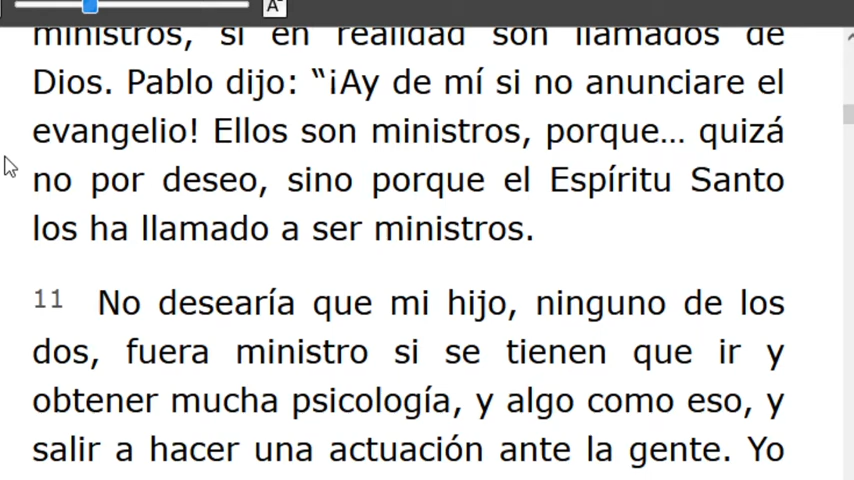 A
ministros, si en realidad son llamados de
Dios. Pablo dijo: “¡Ay de mí si no anunciare el
evangelio! Ellos son ministros, porque… quizá
no por deseo, sino porque el Espíritu Santo
los ha llamado a ser ministros.
11 No desearía que mi hijo, ninguno de los
dos, fuera ministro si se tienen que ir y
obtener mucha psicología, y algo como eso, y
salir a hacer una actuación ante la gente. Yo